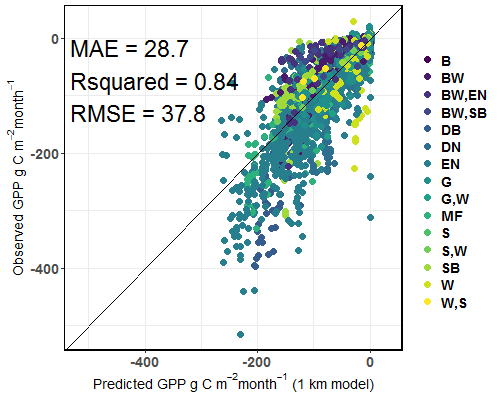 MAE = 28.7
Rsquared = 0.84
RMSE = 37.8
0
-200
-400
Observed GPP g C m⁻²month⁻¹
-400
-200
0
Predicted GPP g C m⁻²month⁻¹ (1 km model)
B
BW
BW,EN
BW,SB
DB
DN
EN
G
G,W
MF
S
S,W
SB
W
W,S